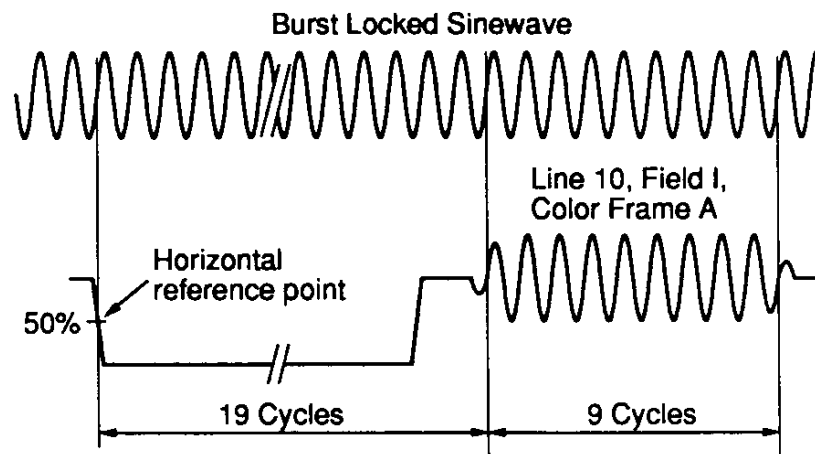 Burst Locked Sinewave
Line 10, Field I,
Color Frame A
Horizontal
reference point
50%
19 Cycles
9 Cycles